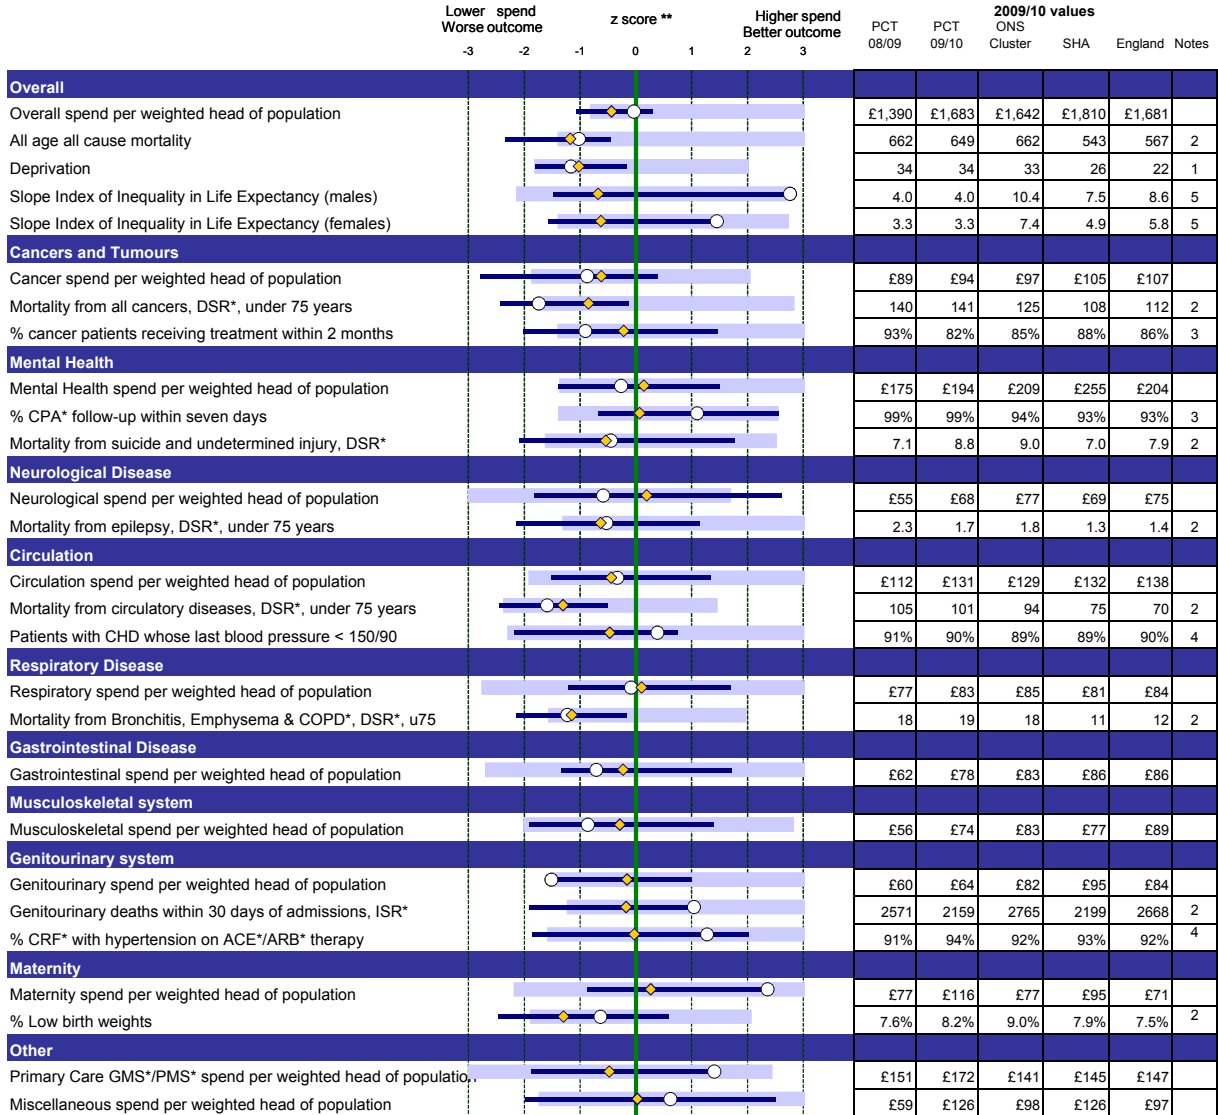 Lower spend z score ** Higher spend 2009/10 values
Worse outcome Better outcome PCT PCT ONS
08/09 09/10 Cluster SHA England Notes
-3 -2 -1 0 1 2 3
Overall
Overall spend per weighted head of population £1,390 £1,683 £1,642 £1,810 £1,681
All age all cause mortality 662 649 662 543 567 2
Deprivation 34 34 33 26 22 1
Slope Index of Inequality in Life Expectancy (males) 4.0 4.0 10.4 7.5 8.6 5
Slope Index of Inequality in Life Expectancy (females) 3.3 3.3 7.4 4.9 5.8 5
Cancers and Tumours
Cancer spend per weighted head of population £89 £94 £97 £105 £107
Mortality from all cancers, DSR*, under 75 years 140 141 125 108 112 2
% cancer patients receiving treatment within 2 months 93% 82% 85% 88% 86% 3
Mental Health
Mental Health spend per weighted head of population £175 £194 £209 £255 £204
% CPA* follow-up within seven days 99% 99% 94% 93% 93% 3
Mortality from suicide and undetermined injury, DSR* 7.1 8.8 9.0 7.0 7.9 2
Neurological Disease
Neurological spend per weighted head of population £55 £68 £77 £69 £75
Mortality from epilepsy, DSR*, under 75 years 2.3 1.7 1.8 1.3 1.4 2
Circulation
Circulation spend per weighted head of population £112 £131 £129 £132 £138
Mortality from circulatory diseases, DSR*, under 75 years 105 101 94 75 70 2
Patients with CHD whose last blood pressure < 150/90 91% 90% 89% 89% 90% 4
Respiratory Disease
Respiratory spend per weighted head of population £77 £83 £85 £81 £84
Mortality from Bronchitis, Emphysema & COPD*, DSR*, u75 18 19 18 11 12 2
Gastrointestinal Disease
Gastrointestinal spend per weighted head of population £62 £78 £83 £86 £86
Musculoskeletal system
Musculoskeletal spend per weighted head of population £56 £74 £83 £77 £89
Genitourinary system
Genitourinary spend per weighted head of population £60 £64 £82 £95 £84
Genitourinary deaths within 30 days of admissions, ISR* 2571 2159 2765 2199 2668 2
% CRF* with hypertension on ACE*/ARB* therapy 91% 94% 92% 93% 92% 4
Maternity
Maternity spend per weighted head of population £77 £116 £77 £95 £71
% Low birth weights 7.6% 8.2% 9.0% 7.9% 7.5% 2
Other
Primary Care GMS*/PMS* spend per weighted head of population £151 £172 £141 £145 £147
Miscellaneous spend per weighted head of population £59 £126 £98 £126 £97